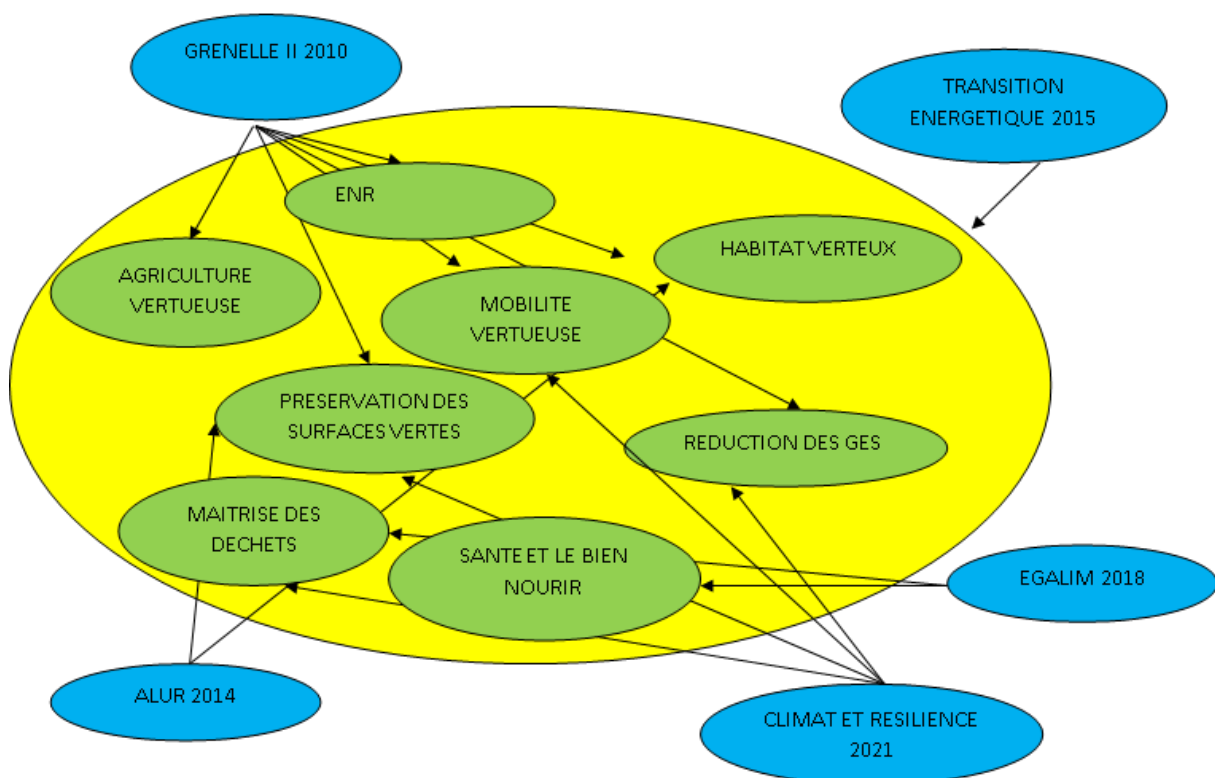 GRENELLE II 2010
TRANSITION
ENERGETIQUE 2015
ENR
HABITAT VERTEUX
AGRICULTURE
VERTUEUSE
MOBILITE
VERTUEUSE
PRESERVATION DES
SURFACES VERTES
REDUCTION DES GES
MAITRISE DES
DECHETS
SANTE ET LE BIEN
NOURIR
EGALIM 2018
ALUR 2014
CLIMAT ET RESILIENCE
2021